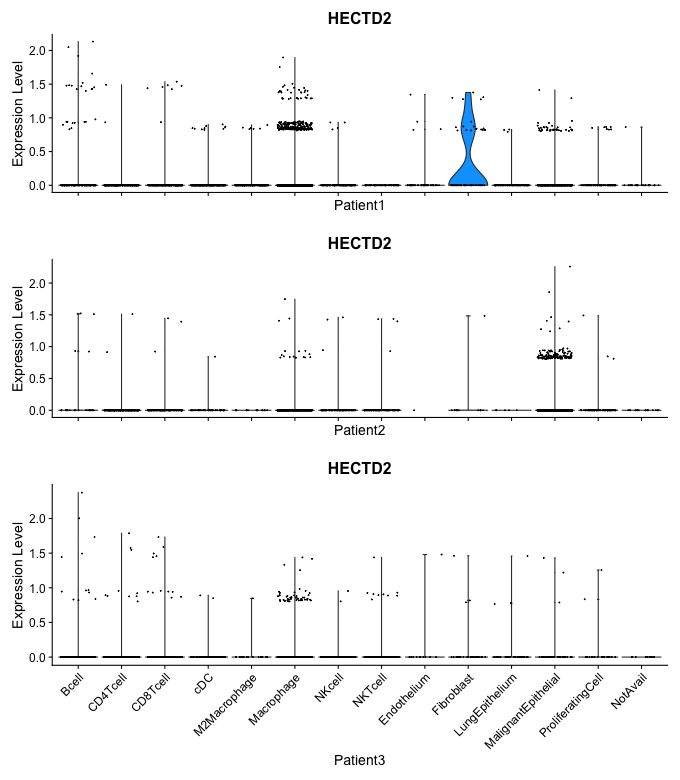 HECTD2
2.0
1.5
1.0
0.5
0.0
Expression Level
Patient1
HECTD2
2.0
1.5
1.0
0.5
0.0
Expression Level
Patient2
HECTD2
2.0
1.5
1.0
0.5
0.0
Expression Level
Bcell
CD4Tcell
CD8Tcell
cDC
M2Macrophage
Macrophage
NKcell
NKTcell
Endothelium
Fibroblast
LungEpithelium
MalignantEpithelial
ProliferatingCell
NotAvail
Patient3